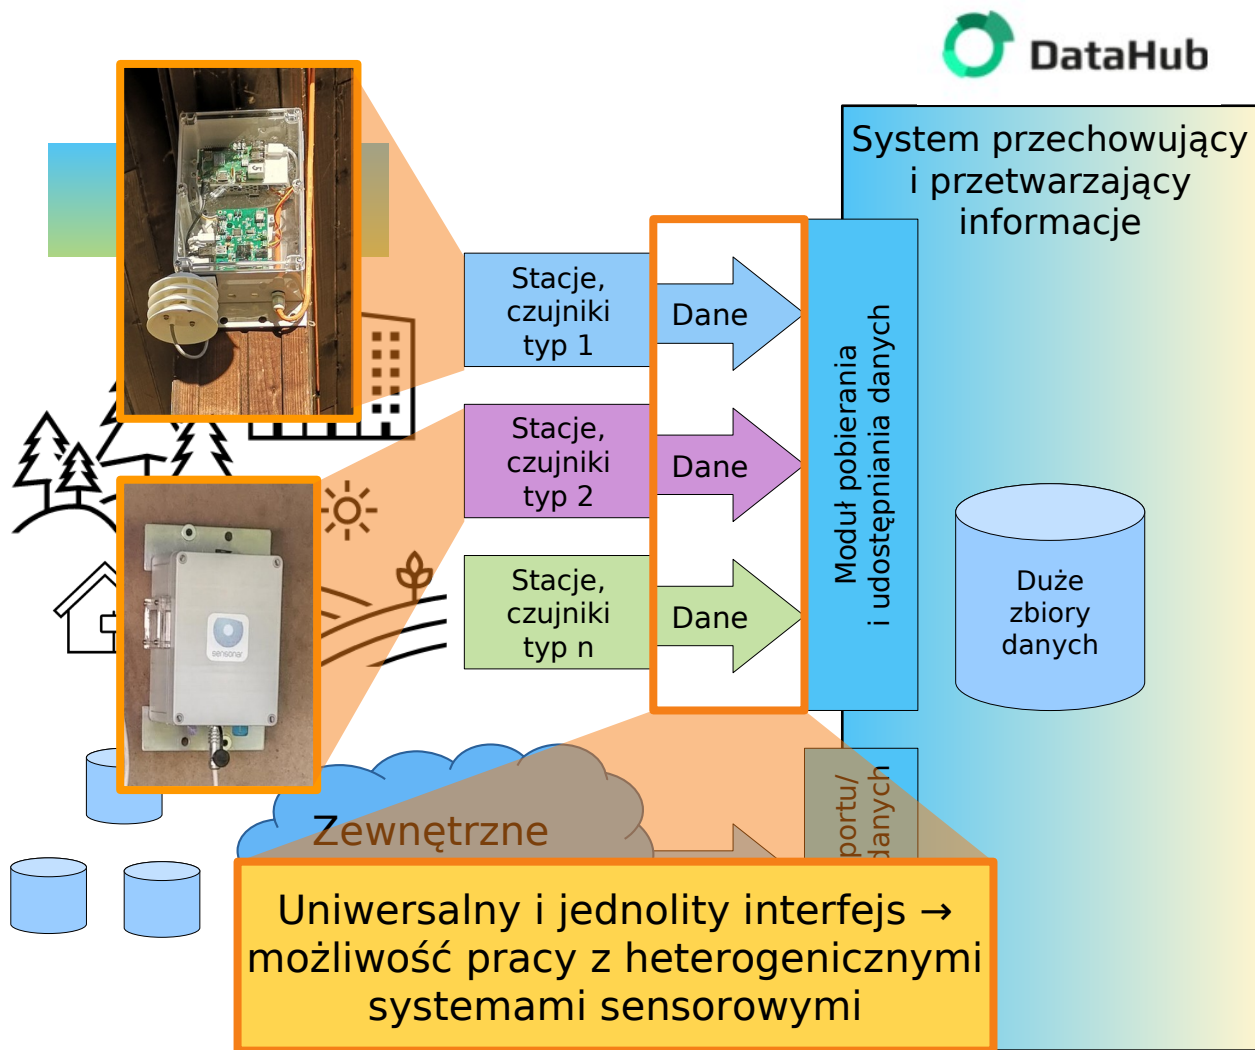 DataHub
System przechowujący
i przetwarzający
informacje
Stacje,
czujniki
typ 1
Dane
Stacje,
czujniki
typ 2
Dane
Stacje,
czujniki
typ n
Dane
Moduł pobierania
i udostępniania danych
Duże
zbiory
danych
sensonar
Zewnętrzne
portu/
danych
Uniwersalny i jednolity interfejs →
możliwość pracy z heterogenicznymi
systemami sensorowymi